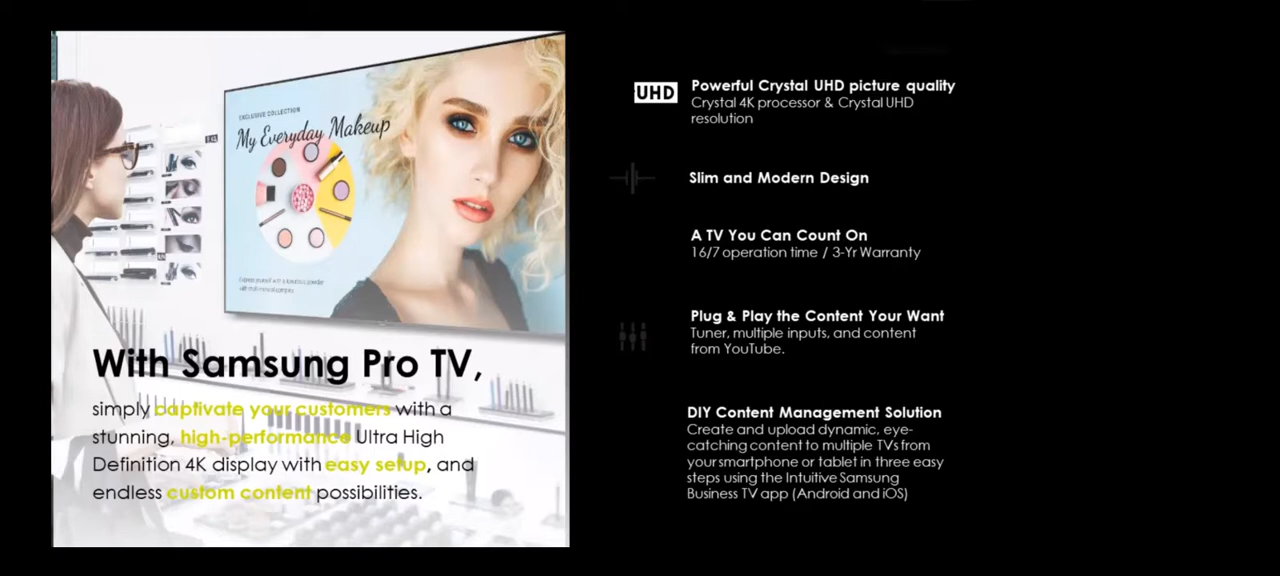 EXCLUSIVE COLLECTION
My Everyday Makeup
With Samsung Pro TV,
simply captivate your customers with a
stunning, high-performance Ultra High
Definition 4K display with easy setup, and
endless custom content possibilities.
UHD
Powerful Crystal UHD picture quality
Crystal 4K processor & Crystal UHD
resolution
Slim and Modern Design
A TV You Can Count On
16/7 operation time / 3-Yr Warranty
Plug & Play the Content Your Want
Tuner, multiple inputs, and content
from YouTube.
DIY Content Management Solution
Create and upload dynamic, eye-
catching content to multiple TVs from
your smartphone or tablet in three easy
steps using the Intuitive Samsung
Business TV app (Android and iOS)